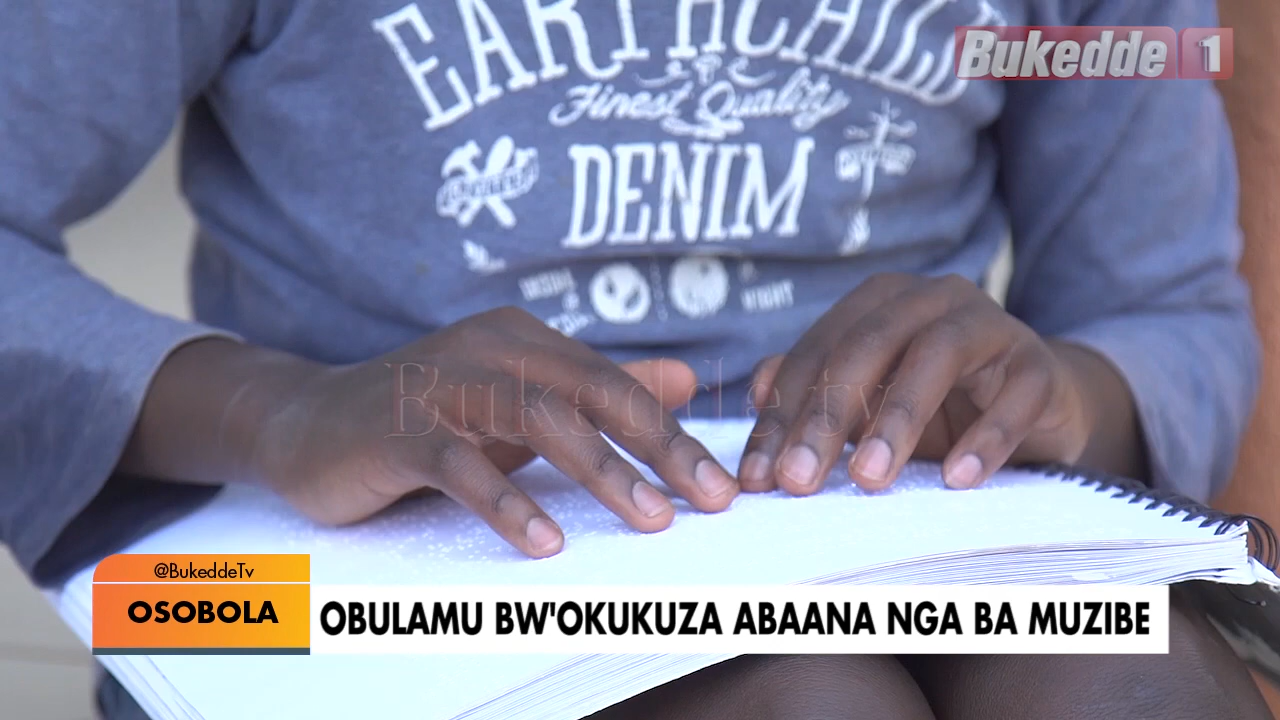 EARTHCHILD
Bukedde 1
Finest Quality
DENIM
Bukedde tv
@BukeddeTv
OSOBOLA
OBULAMU BW'OKUKUZA ABAANA NGA BA MUZIBE